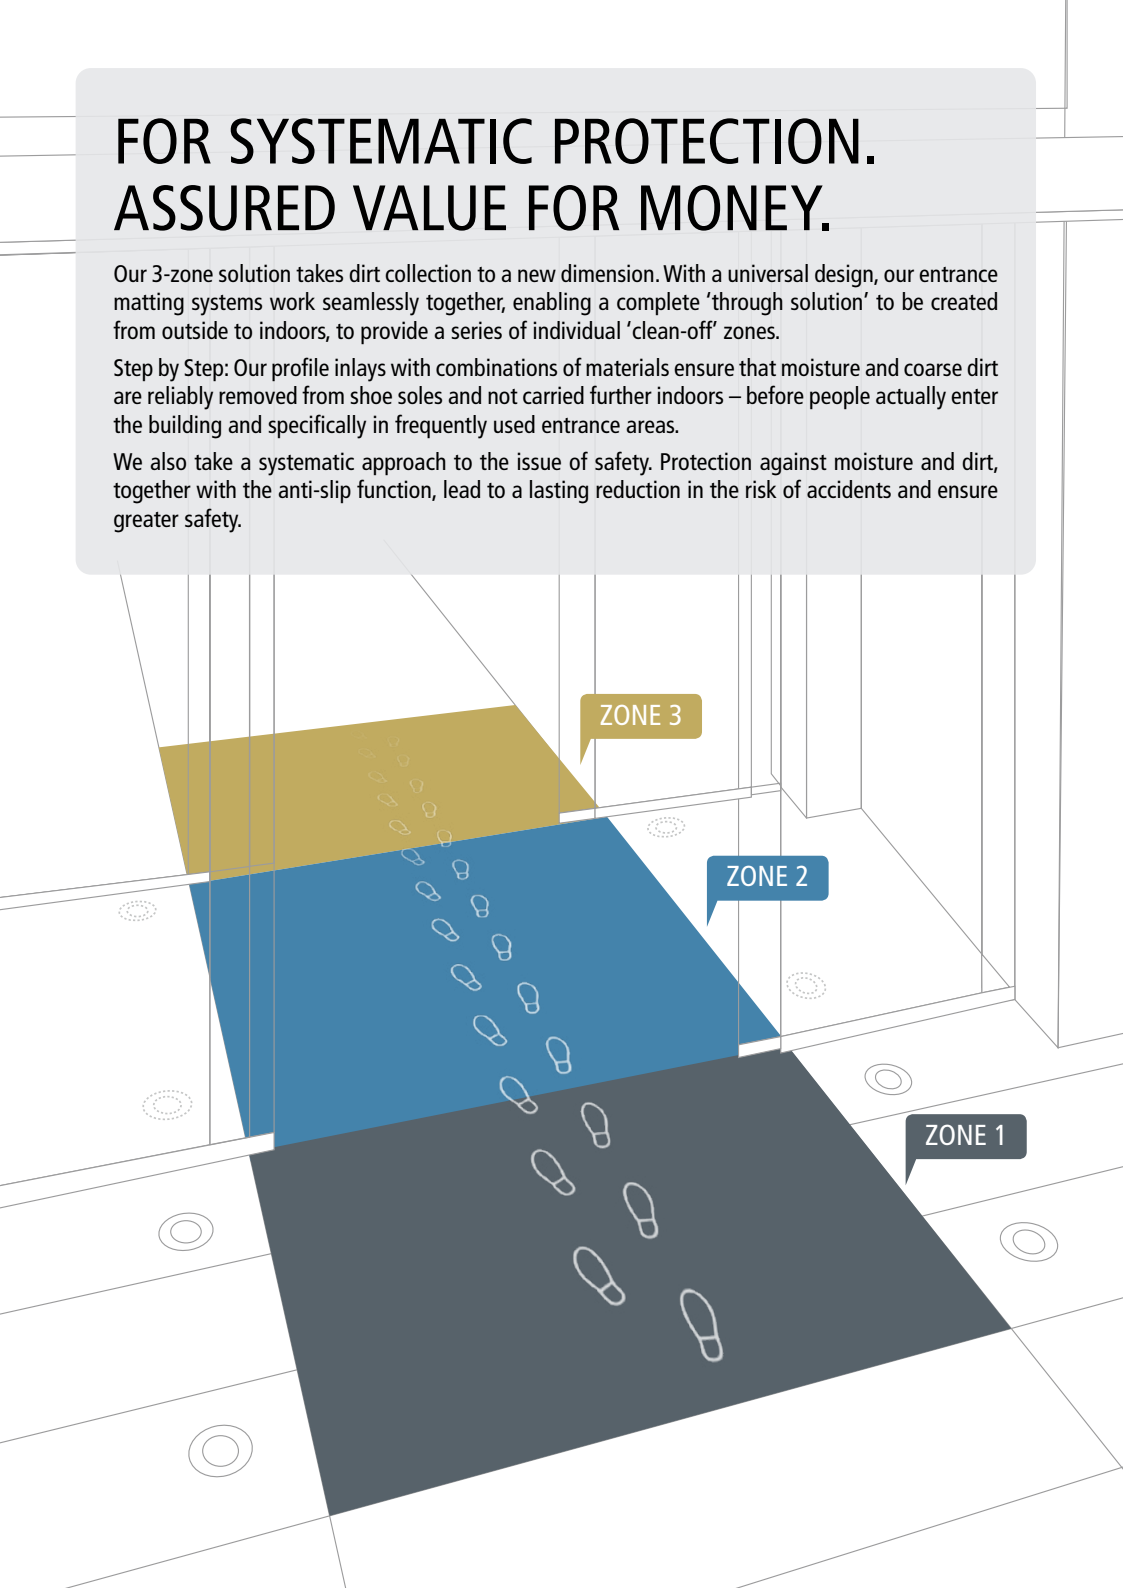 FOR SYSTEMATIC PROTECTION.
ASSURED VALUE FOR MONEY.
Our 3-zone solution takes dirt collection to a new dimension. With a universal design, our entrance
matting systems work seamlessly together, enabling a complete ‘through solution’ to be created
from outside to indoors, to provide a series of individual ‘clean-off’ zones.
Step by Step: Our profile inlays with combinations of materials ensure that moisture and coarse dirt
are reliably removed from shoe soles and not carried further indoors – before people actually enter
the building and specifically in frequently used entrance areas.
We also take a systematic approach to the issue of safety. Protection against moisture and dirt,
together with the anti-slip function, lead to a lasting reduction in the risk of accidents and ensure
greater safety.
ZONE 3
ZONE 2
ZONE 1